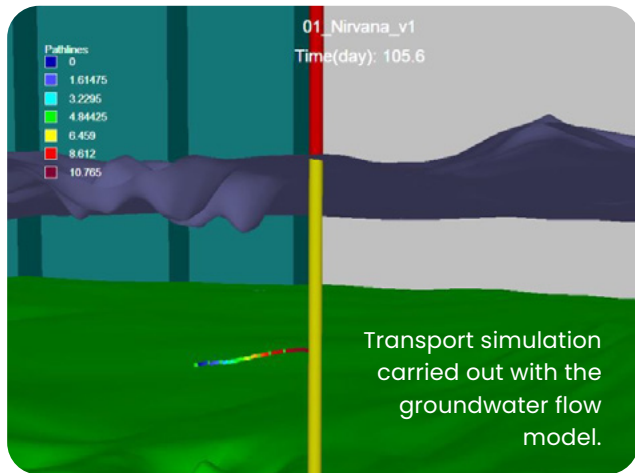 01_Nirvana_v1
Time(day): 105.6
Pathlines
0
1.61475
3.2295
4.84425
6.459
8.612
10.765
Transport simulation
carried out with the
groundwater flow
model.